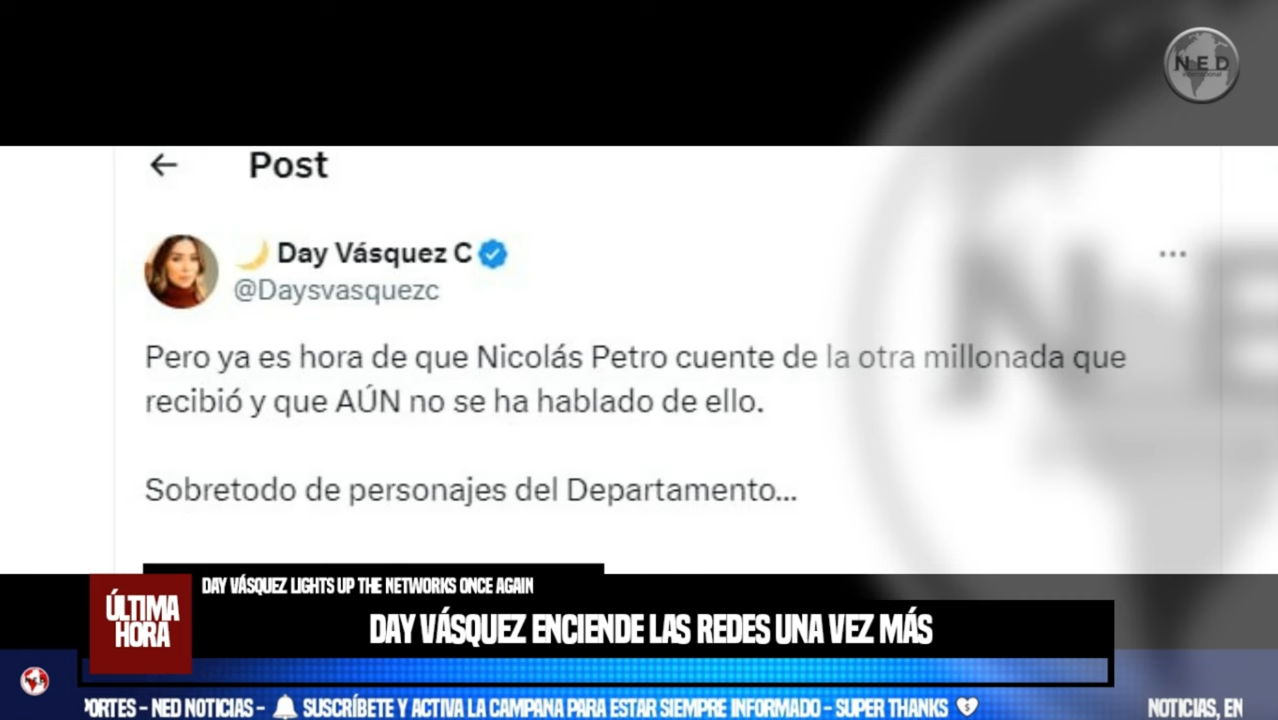 NED
Post
Day Vásquez C
@Daysvasquezc
Pero ya es hora de que Nicolás Petro cuente de la otra millonada que
recibió y que AÚN no se ha hablado de ello.
Sobretodo de personajes del Departamento...
DAY VÁSQUEZ LIGHTS UP THE NETWORKS ONCE AGAIN
ÚLTIMA
HORA
DAY VÁSQUEZ ENCIENDE LAS REDES UNA VEZ MÁS
PORTES - NED NOTICIAS - SUSCRÍBETE Y ACTIVA LA CAMPANA PARA ESTAR SIEMPRE INFORMADO - SUPER THANKS NOTICIAS, EN